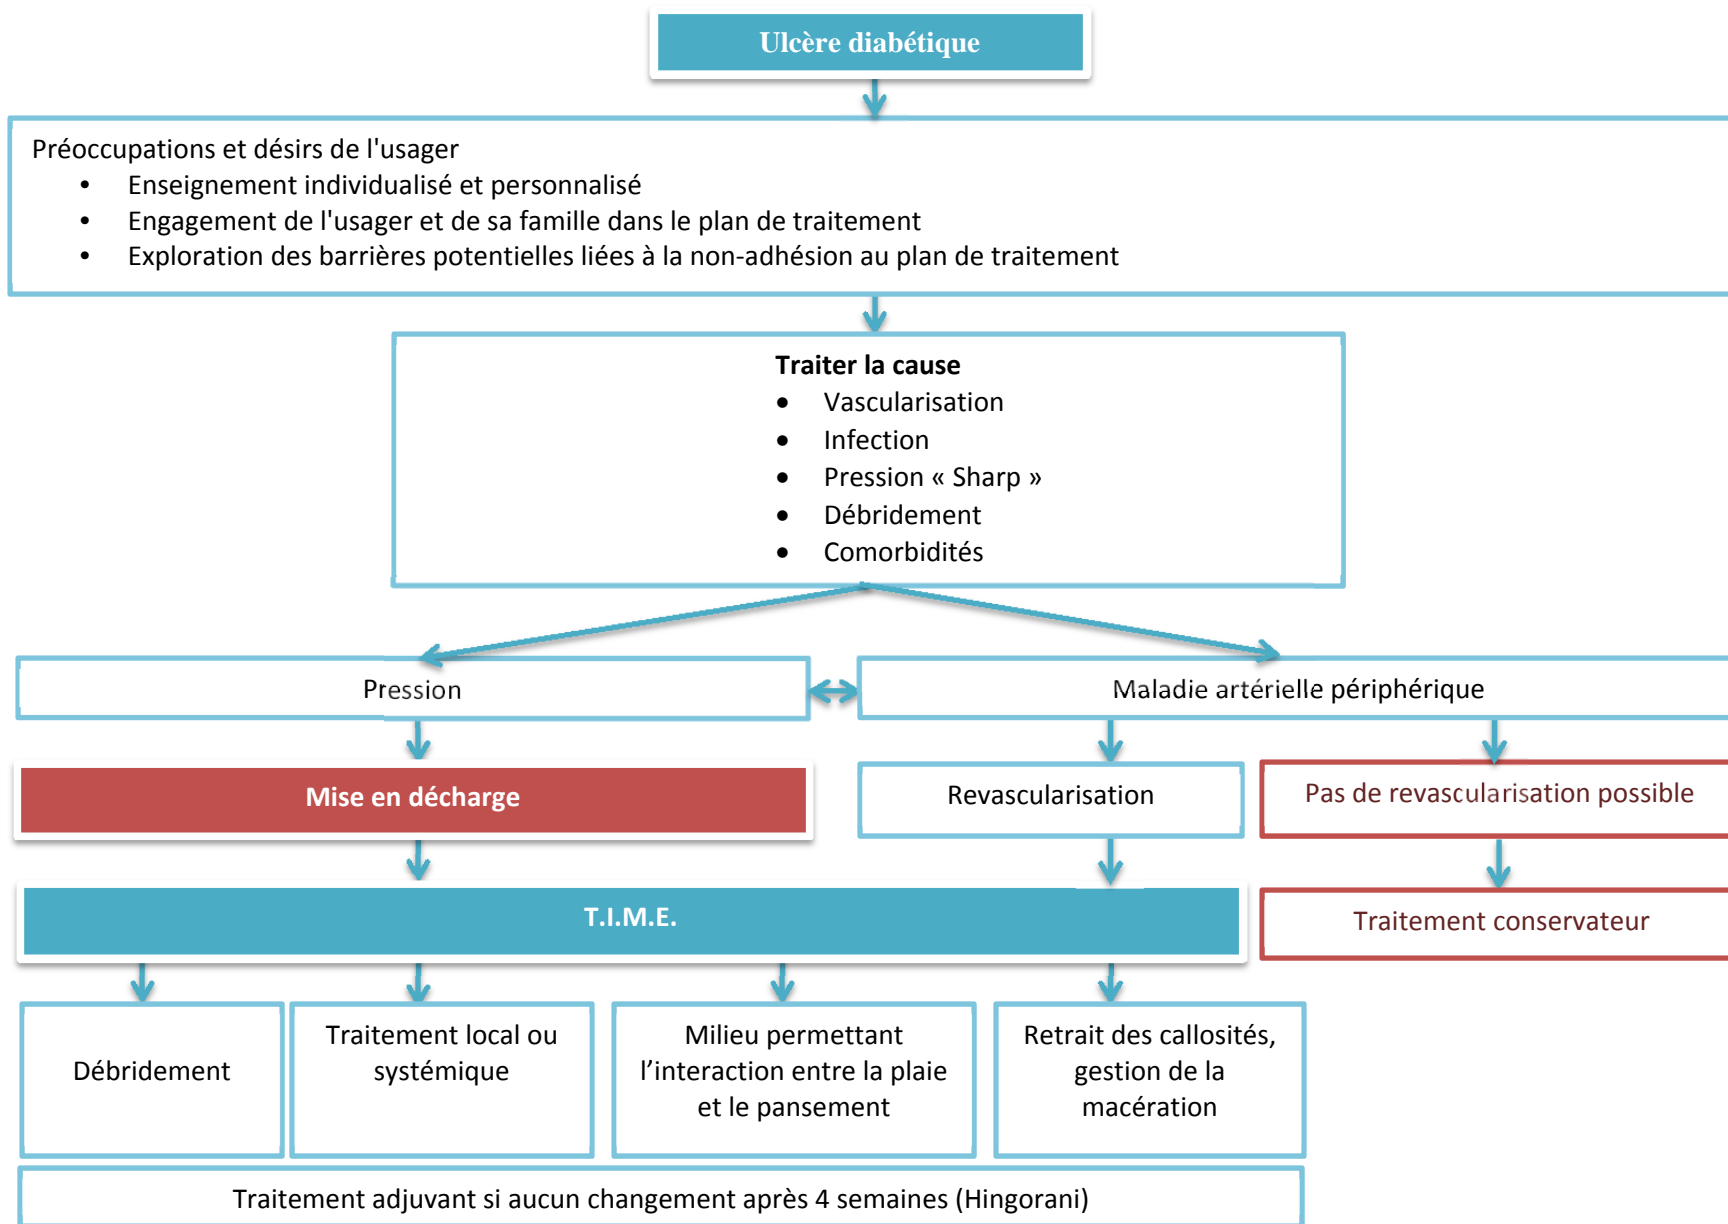 Ulcère diabétique
Préoccupations et désirs de l'usager
• Enseignement individualisé et personnalisé
• Engagement de l'usager et de sa famille dans le plan de traitement
• Exploration des barrières potentielles liées à la non-adhésion au plan de traitement
Traiter la cause
• Vascularisation
• Infection
• Pression « Sharp »
• Débridement
• Comorbidités
Pression
Maladie artérielle périphérique
Mise en décharge
Revascularisation
Pas de revascularisation possible
T.I.M.E.
Traitement conservateur
Débridement
Traitement local ou
systémique
Milieu permettant
l’interaction entre la plaie
et le pansement
Retrait des callosités,
gestion de la
macération
Traitement adjuvant si aucun changement après 4 semaines (Hingorani)